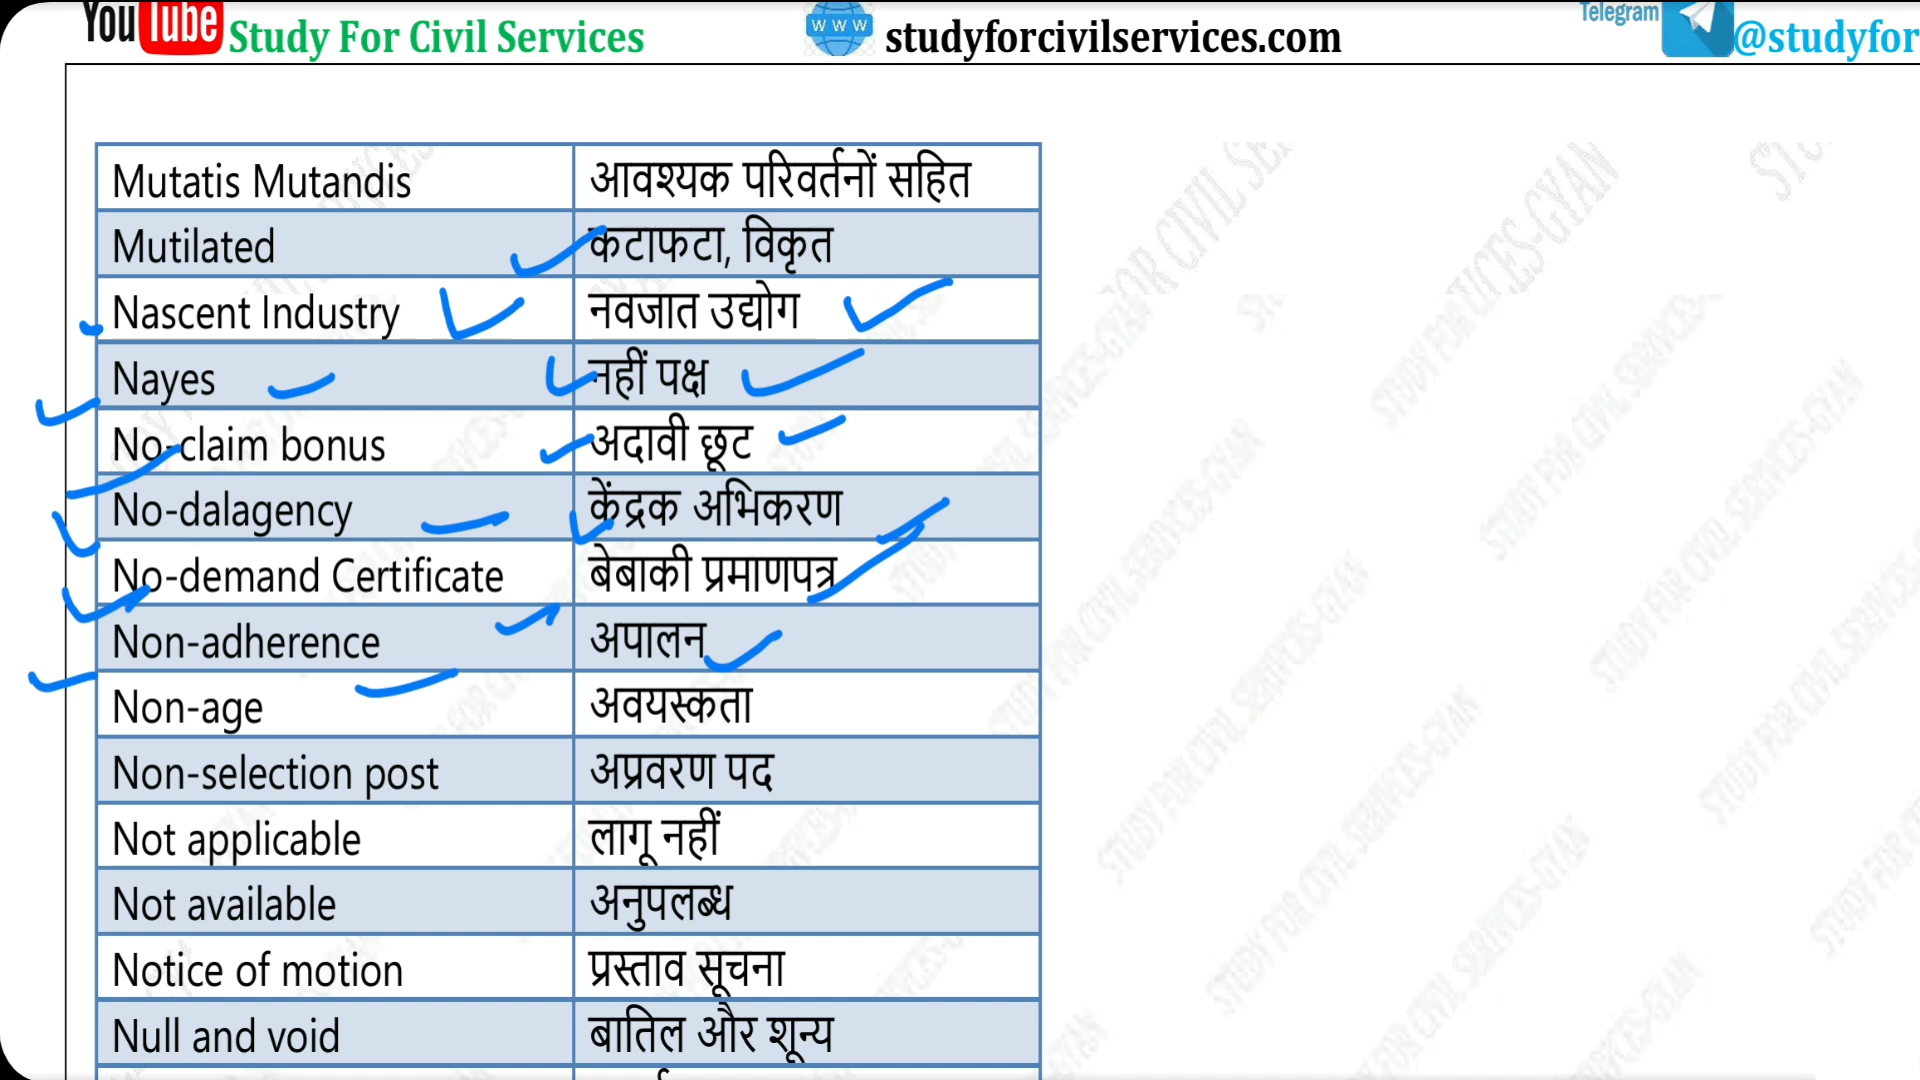 YouTube Study For Civil Services
studyforcivilservices.com
Telegram @studyfor
Mutatis Mutandis आवश्यक परिवर्तनों सहित
Mutilated कटाफटा, विकृत
Nascent Industry नवजात उद्योग
Nayes नहीं पक्ष
No-claim bonus अदावी छूट
No-dalagency केंद्रक अभिकरण
No-demand Certificate बेबाकी प्रमाणपत्र
Non-adherence अपालन
Non-age अवयस्कता
Non-selection post अप्रवरण पद
Not applicable लागू नहीं
Not available अनुपलब्ध
Notice of motion प्रस्ताव सूचना
Null and void बातिल और शून्य